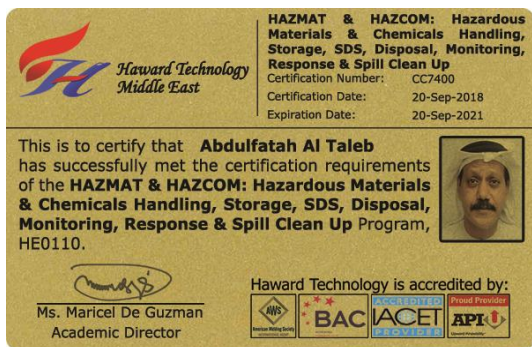 Haward Technology
Middle East
HAZMAT & HAZCOM: Hazardous
Materials & Chemicals Handling,
Storage, SDS, Disposal, Monitoring,
Response & Spill Clean Up
Certification Number: CC7400
Certification Date: 20-Sep-2018
Expiration Date: 20-Sep-2021
This is to certify that Abdulfatah Al Taleb
has successfully met the certification requirements
of the HAZMAT & HAZCOM: Hazardous Materials
& Chemicals Handling, Storage, SDS, Disposal,
Monitoring, Response & Spill Clean Up Program,
HE0110.
Ms. Maricel De Guzman
Academic Director
Haward Technology is accredited by:
AWS
American Welding Society
BAC
ACCREDITED
IACET
PROVIDER
Proud Provider
API